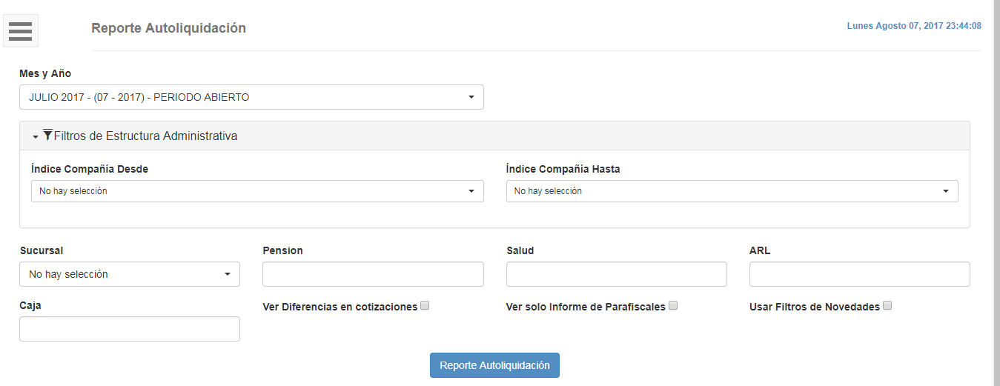 Reporte Autoliquidación
Lunes Agosto 07, 2017 23:44:08
Mes y Año
JULIO 2017 - (07 - 2017) - PERIODO ABIERTO
Filtros de Estructura Administrativa
Índice Compañía Desde
Índice Compañía Hasta
No hay selección
No hay selección
Sucursal
Pension
Salud
ARL
No hay selección
Caja
Ver Diferencias en cotizaciones
Ver solo Informe de Parafiscales
Usar Filtros de Novedades
Reporte Autoliquidación